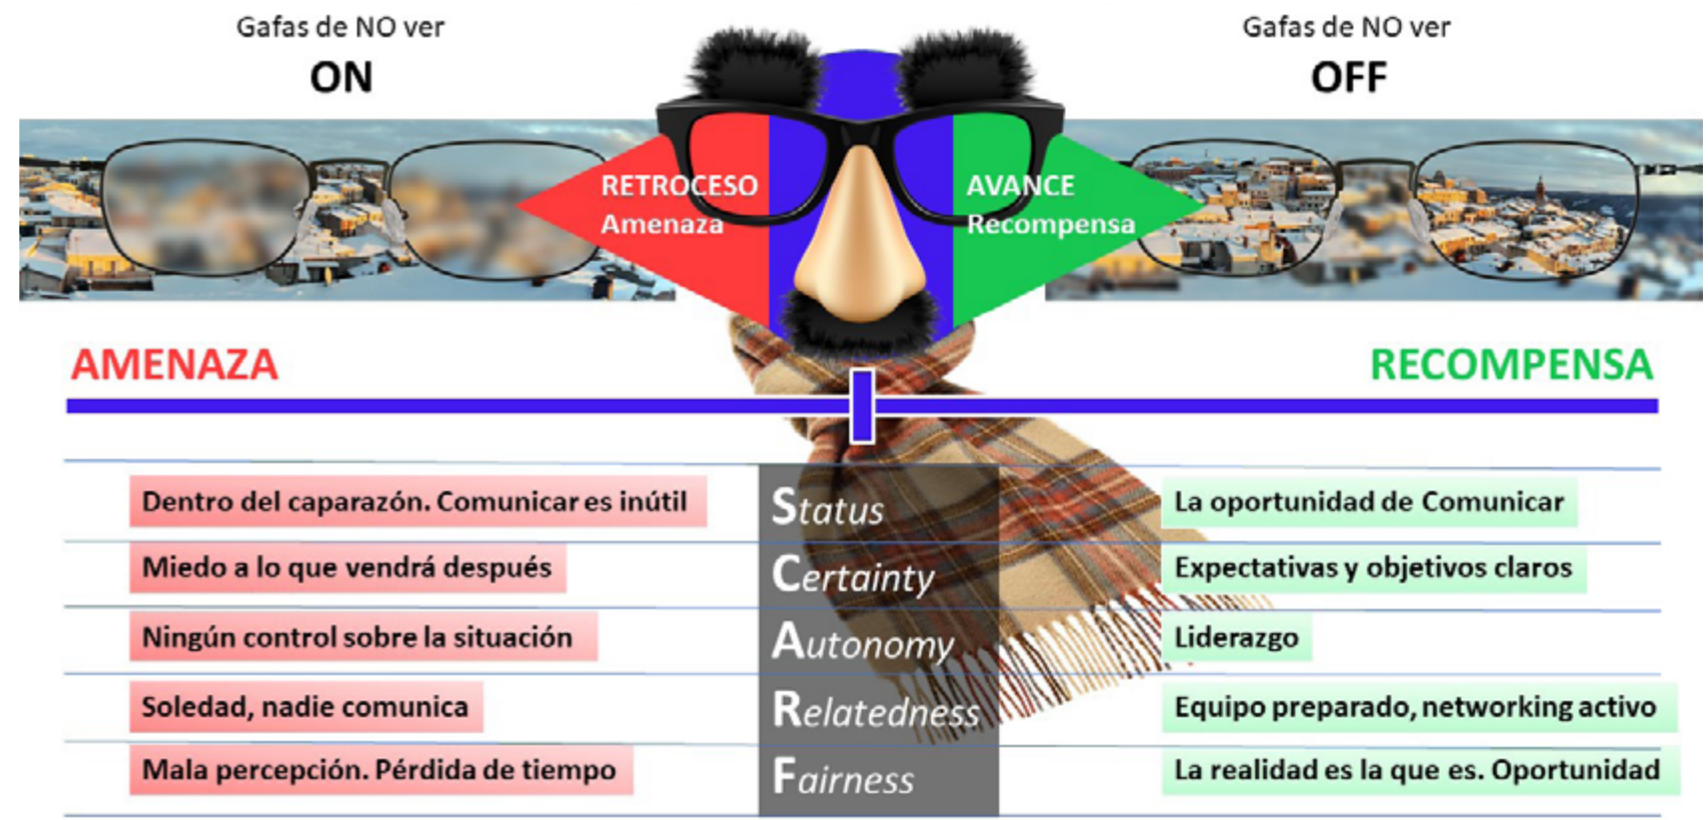 Gafas de NO ver
ON
Gafas de NO ver
OFF
RETROCESO
Amenaza
AVANCE
Recompensa
AMENAZA
RECOMPENSA
Dentro del caparazón. Comunicar es inútil
Status
La oportunidad de Comunicar
Miedo a lo que vendrá después
Certainty
Expectativas y objetivos claros
Ningún control sobre la situación
Autonomy
Liderazgo
Soledad, nadie comunica
Relatedness
Equipo preparado, networking activo
Mala percepción. Pérdida de tiempo
Fairness
La realidad es la que es. Oportunidad